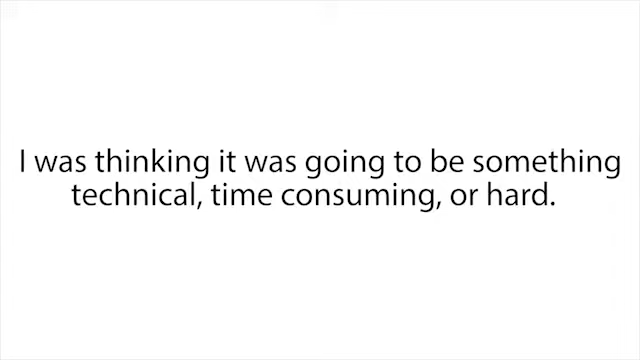 I was thinking it was going to be something
technical, time consuming, or hard.